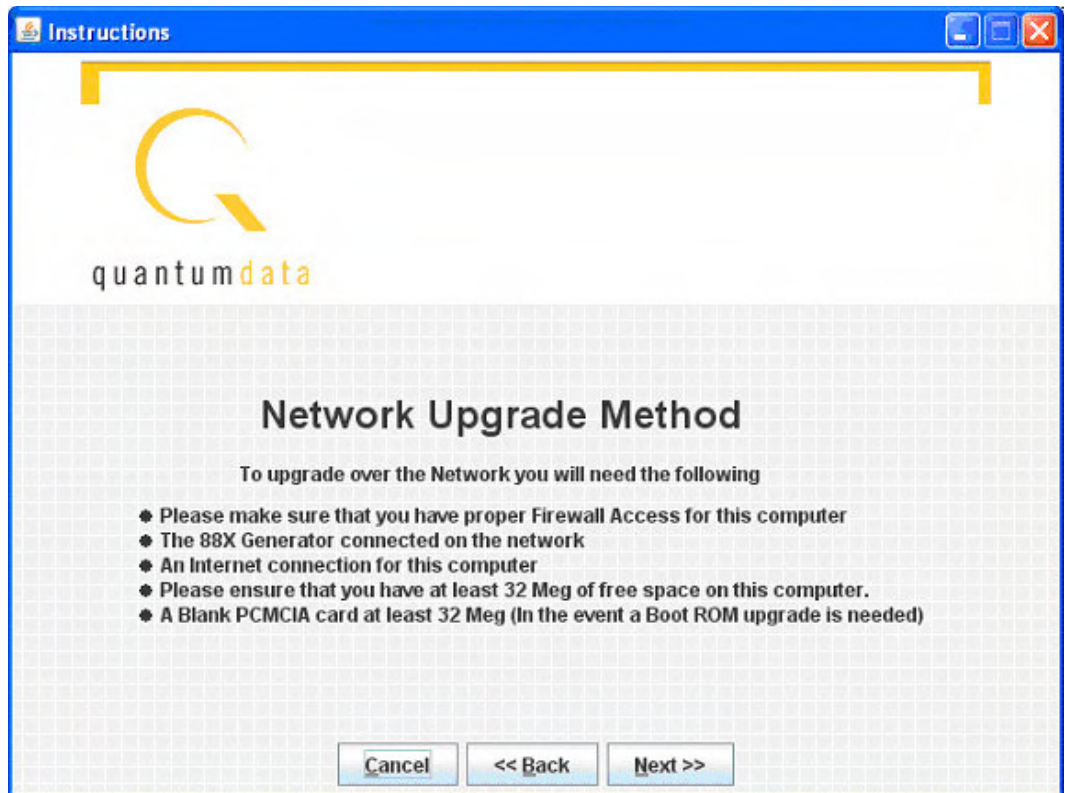 Instructions
quantumdata
Network Upgrade Method
To upgrade over the Network you will need the following
● Please make sure that you have proper Firewall Access for this computer
● The 88X Generator connected on the network
● An Internet connection for this computer
● Please ensure that you have at least 32 Meg of free space on this computer.
● A Blank PCMCIA card at least 32 Meg (In the event a Boot ROM upgrade is needed)
Cancel
<< Back
Next >>